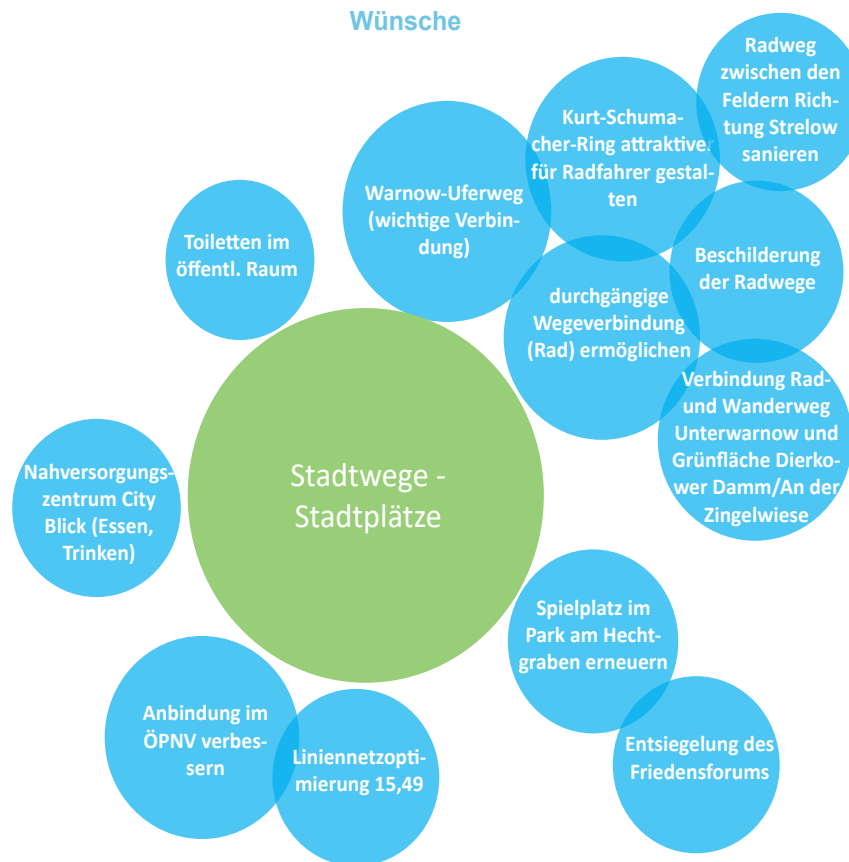 Wünsche
Radweg
zwischen den
Feldern Rich-
tung Strelow
sanieren
Kurt-Schuma-
cher-Ring attraktiver
für Radfahrer gestal-
ten
Warnow-Uferweg
(wichtige Verbin-
dung)
Toiletten im
öffentl. Raum
Beschilderung
der Radwege
durchgängige
Wegeverbindung
(Rad) ermöglichen
Verbindung Rad-
und Wanderweg
Unterwarnow und
Grünfläche Dierko-
wer Damm/An der
Zingelwiese
Nahversorgungs-
zentrum City
Blick (Essen,
Trinken)
Stadtwege -
Stadtplätze
Spielplatz im
Park am Hecht-
graben erneuern
Anbindung im
ÖPNV verbes-
sern
Liniennetzopti-
mierung 15,49
Entsiegelung des
Friedensforums